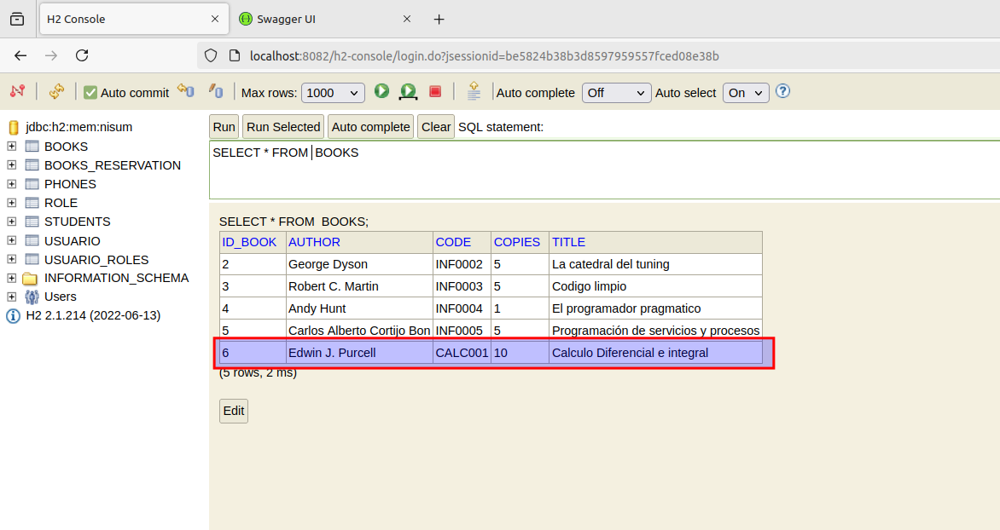 H2 Console
Swagger UI
localhost:8082/h2-console/login.do?jsessionid=be5824b38b3d8597959557fced08e38b
Auto commit Max rows: 1000 Auto complete Off Auto select On ?
jdbc:h2:mem:nisum
BOOKS
BOOKS_RESERVATION
PHONES
ROLE
STUDENTS
USUARIO
USUARIO_ROLES
INFORMATION_SCHEMA
Users
H2 2.1.214 (2022-06-13)
Run Run Selected Auto complete Clear SQL statement:
SELECT * FROM BOOKS
SELECT * FROM  BOOKS;
ID_BOOK AUTHOR CODE COPIES TITLE
2 George Dyson INF0002 5 La catedral del tuning
3 Robert C. Martin INF0003 5 Codigo limpio
4 Andy Hunt INF0004 1 El programador pragmatico
5 Carlos Alberto Cortijo Bon INF0005 5 Programación de servicios y procesos
6 Edwin J. Purcell CALC001 10 Calculo Diferencial e integral
(5 rows, 2 ms)
Edit